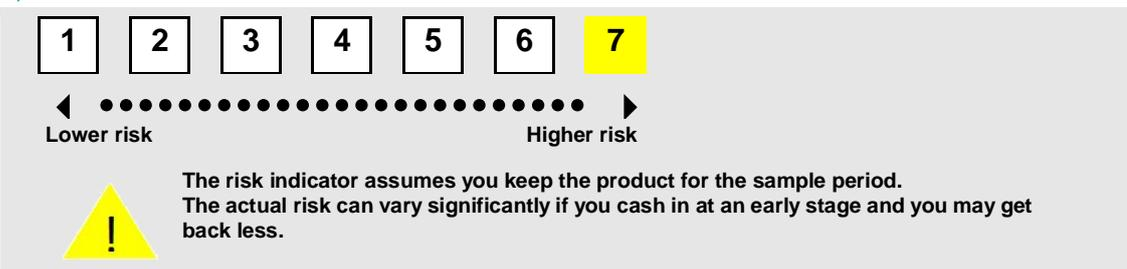 1 2 3 4 5 6 7
Lower risk Higher risk
The risk indicator assumes you keep the product for the sample period.
The actual risk can vary significantly if you cash in at an early stage and you may get
back less.
!